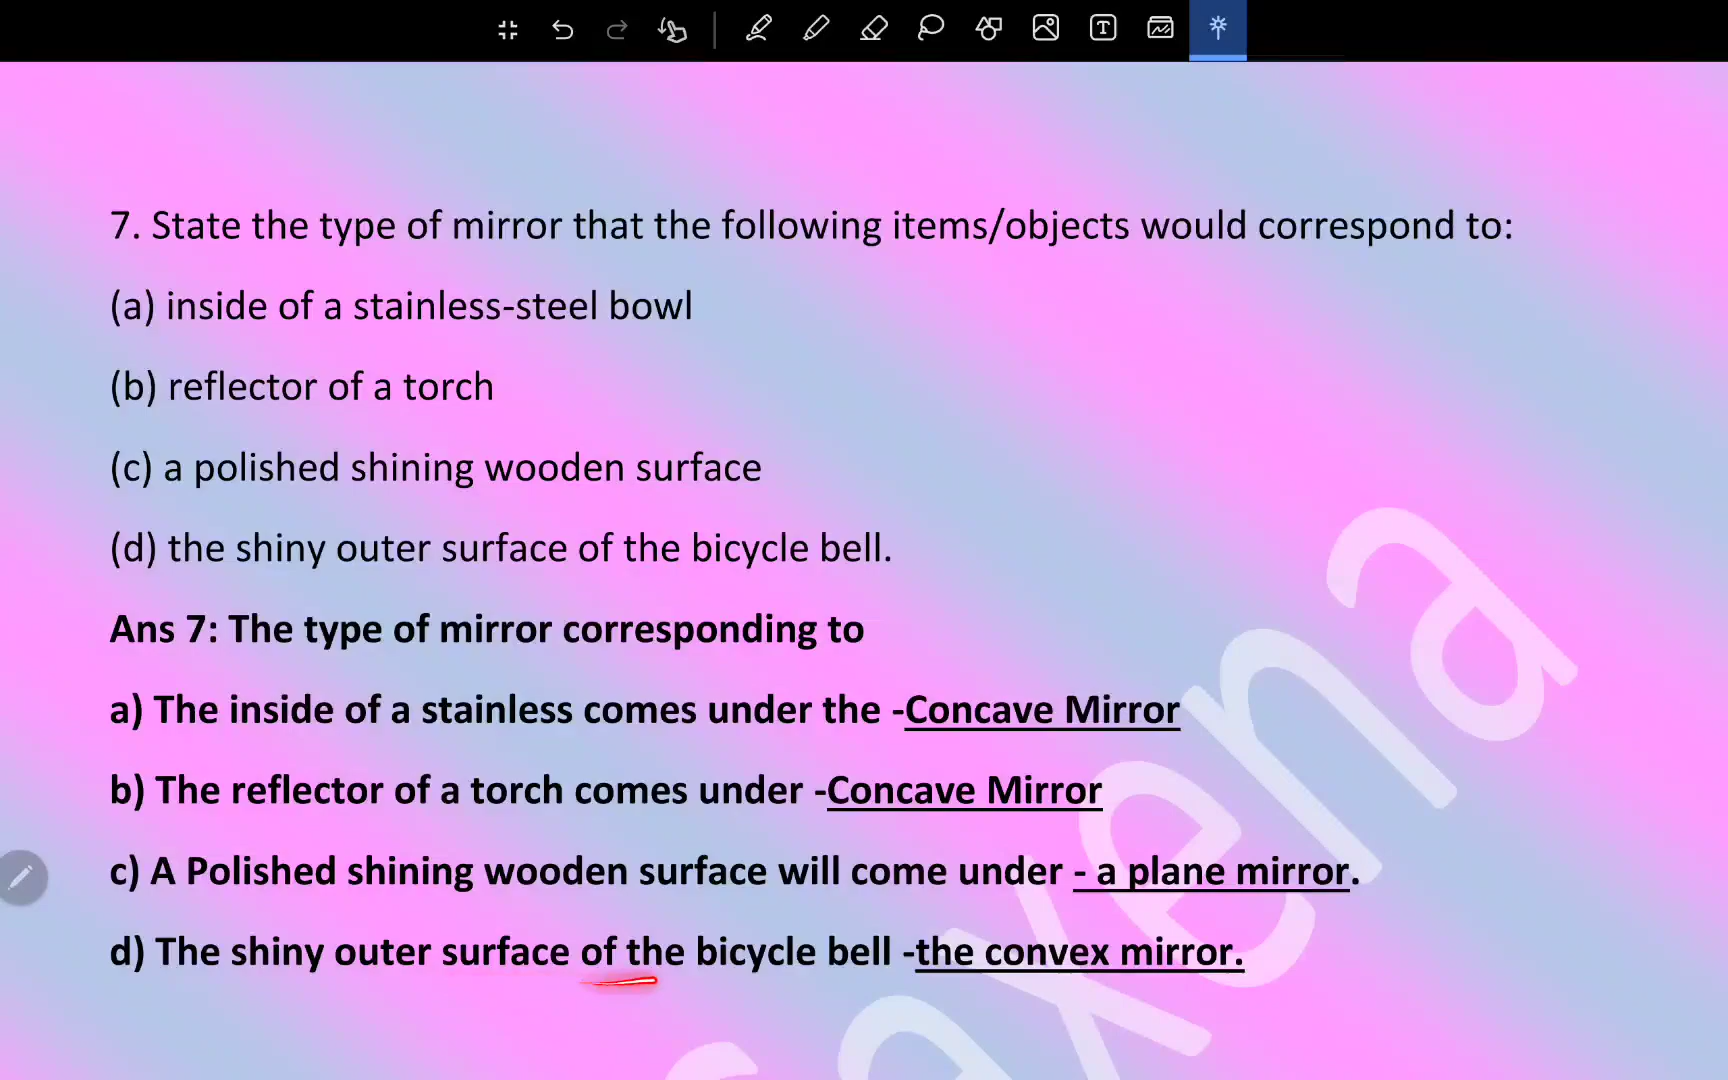 7. State the type of mirror that the following items/objects would correspond to:
(a) inside of a stainless-steel bowl
(b) reflector of a torch
(c) a polished shining wooden surface
(d) the shiny outer surface of the bicycle bell.
Ans 7: The type of mirror corresponding to
a) The inside of a stainless comes under the -Concave Mirror
b) The reflector of a torch comes under -Concave Mirror
c) A Polished shining wooden surface will come under - a plane mirror.
d) The shiny outer surface of the bicycle bell -the convex mirror.
axena